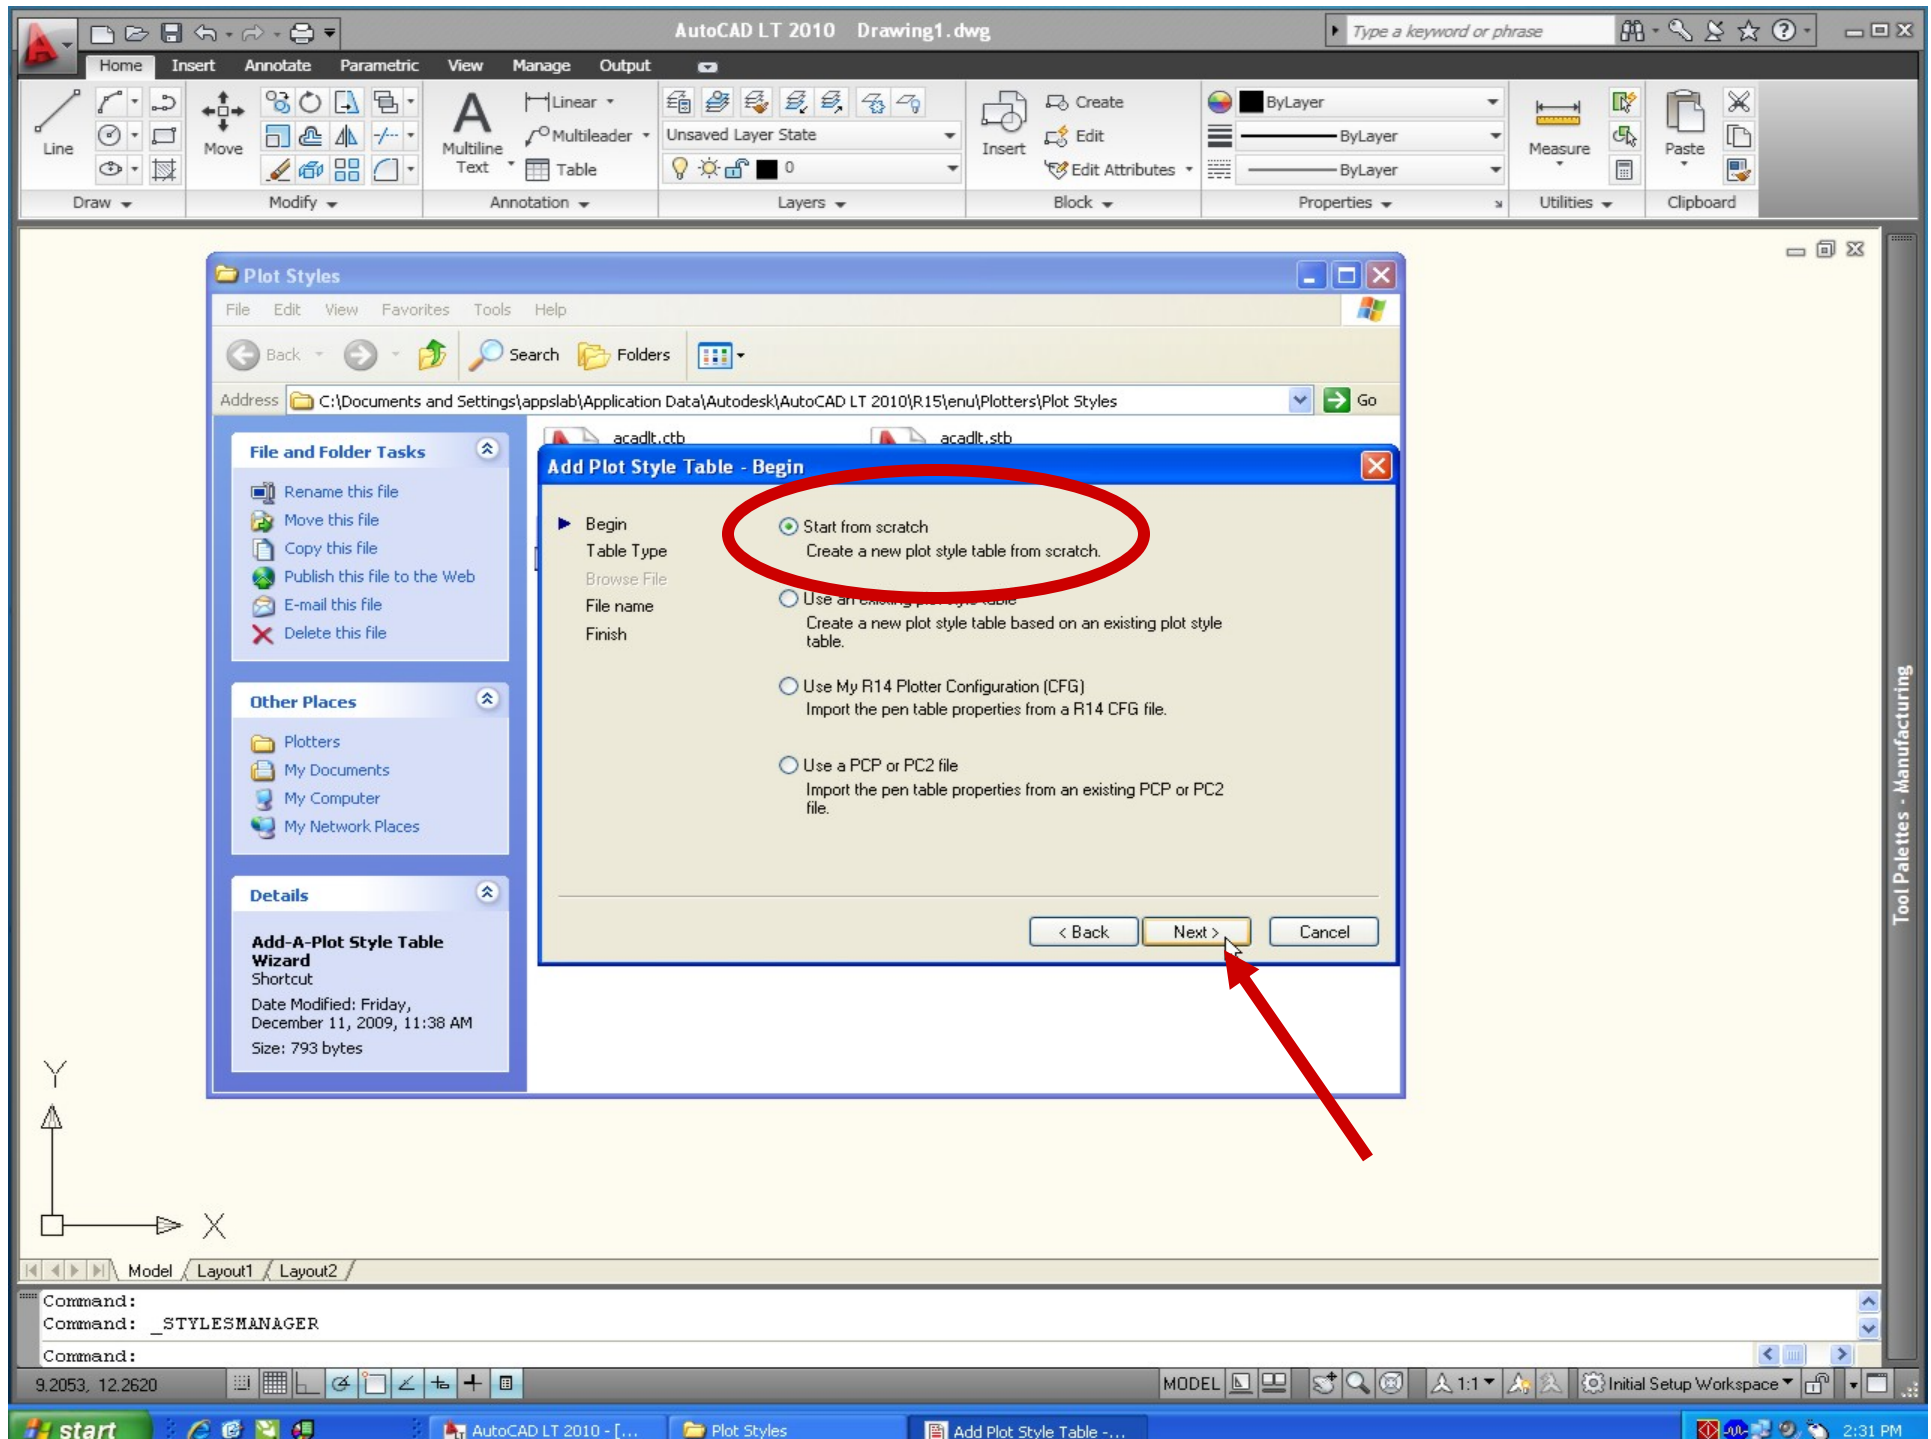 AutoCAD LT 2010 Drawing1.dwg
Type a keyword or phrase
Home Insert Annotate Parametric View Manage Output
Line
Move
Multiline
Text
Linear
Multileader
Table
Unsaved Layer State
0
Insert
Create
Edit
Edit Attributes
ByLayer
ByLayer
ByLayer
Measure
Paste
Draw Modify Annotation Layers Block Properties Utilities Clipboard
Plot Styles
File Edit View Favorites Tools Help
Back Search Folders
Address C:\Documents and Settings\appslab\Application Data\Autodesk\AutoCAD LT 2010\R15\enu\Plotters\Plot Styles Go
acadlt.ctb acadlt.stb
File and Folder Tasks
Rename this file
Move this file
Copy this file
Publish this file to the Web
E-mail this file
Delete this file
Other Places
Plotters
My Documents
My Computer
My Network Places
Details
Add-A-Plot Style Table
Wizard
Shortcut
Date Modified: Friday,
December 11, 2009, 11:38 AM
Size: 793 bytes
Add Plot Style Table - Begin
Begin
Table Type
Browse File
File name
Finish
Start from scratch
Create a new plot style table from scratch.
Use an existing plot style table
Create a new plot style table based on an existing plot style
table.
Use My R14 Plotter Configuration (CFG)
Import the pen table properties from a R14 CFG file.
Use a PCP or PC2 file
Import the pen table properties from an existing PCP or PC2
file.
< Back Next > Cancel
Tool Palettes - Manufacturing
Y
X
Model Layout1 Layout2
Command:
Command: _STYLESMANAGER
Command:
9.2053, 12.2620 MODEL 1:1 Initial Setup Workspace
start AutoCAD LT 2010 - [... Plot Styles Add Plot Style Table -... 2:31 PM